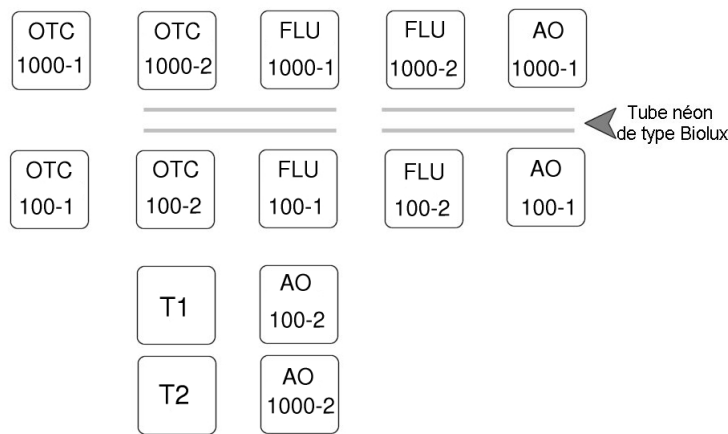 OTC
1000-1
OTC
1000-2
FLU
1000-1
FLU
1000-2
AO
1000-1
Tube néon
de type Biolux
OTC
100-1
OTC
100-2
FLU
100-1
FLU
100-2
AO
100-1
T1
AO
100-2
T2
AO
1000-2